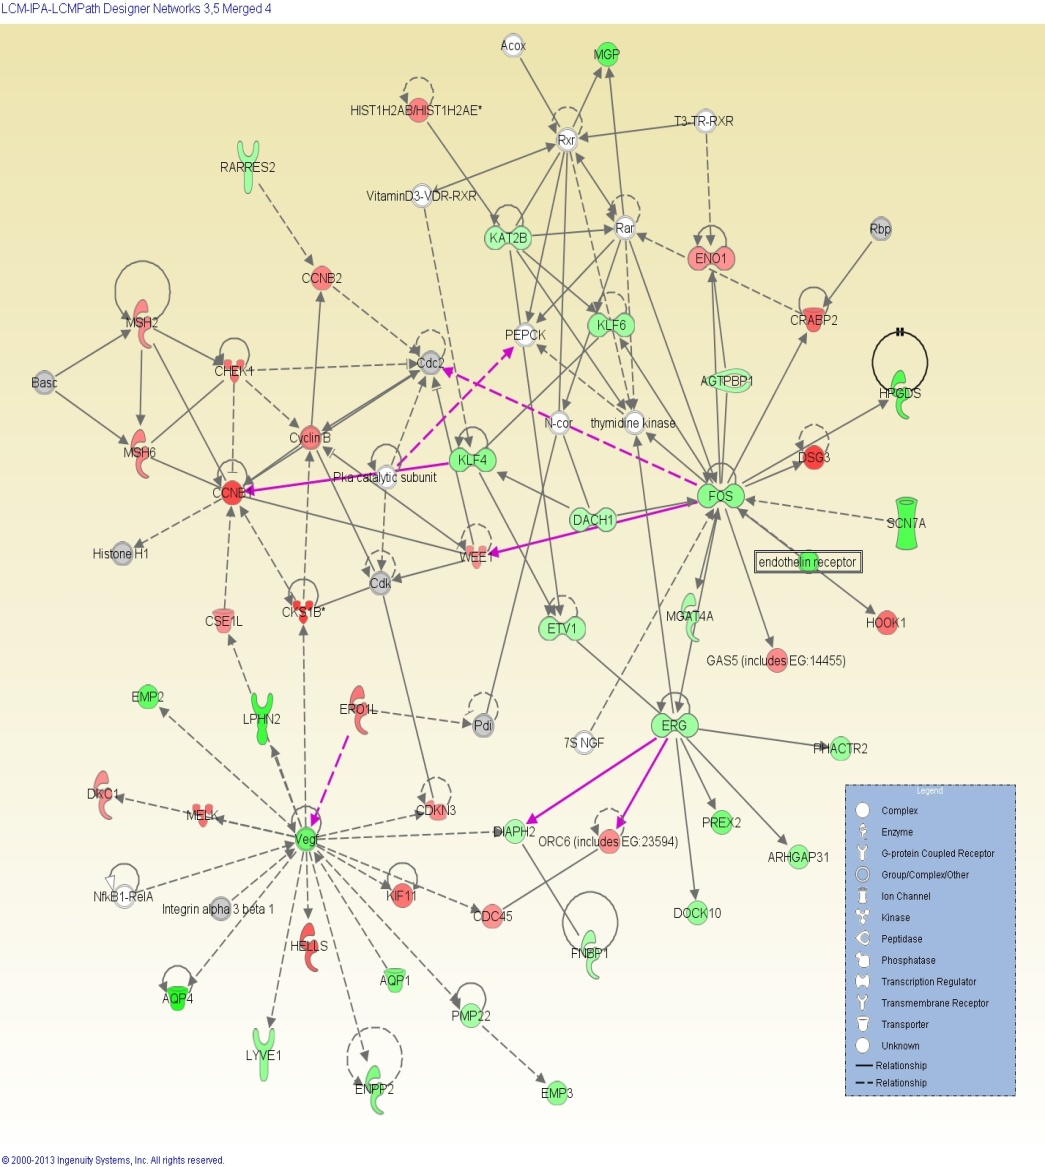 LCM-IPA-LCMPath Designer Networks 3,5 Merged 4
Acox
MGP
HIST1H2AB/HIST1H2AE*
T3-TR-RXR
Rxr
RARRES2
VitaminD3-VDR-RXR
Rar
Rbp
KAT2B
ENO1
CCNB2
MSH2
CRABP2
KLF6
PEPCK
Cdc2
CHEK1
Basc
AGTPBP1
HPGDS
N-cor
thymidine kinase
Cyclin B
MSH6
KLF4
DSG3
Pka catalytic subunit
CCNE
FOS
DACH1
SCN7A
Histone H1
WEE1
endothelin receptor
Cdk
CKS1B*
CSE1L
MGAT4A
HOOK1
ETV1
GAS5 (includes EG:14455)
EMP2
LPHN2
ERO1L
Pdi
ERG
7S NGF
PHACTR2
DKC1
MELK
CDKN3
Vegf
DIAPH2
ORC6 (includes EG:23594)
PREX2
ARHGAP31
NfkB1-RelA
Integrin alpha 3 beta 1
KIF11
CDC45
DOCK10
HELLS
FNBP1
AQP1
AQP4
PMP22
LYVE1
ENPP2
EMP3
Legend
Complex
Enzyme
G-protein Coupled Receptor
Group/Complex/Other
Ion Channel
Kinase
Peptidase
Phosphatase
Transcription Regulator
Transmembrane Receptor
Transporter
Unknown
Relationship
Relationship
© 2000-2013 Ingenuity Systems, Inc. All rights reserved.